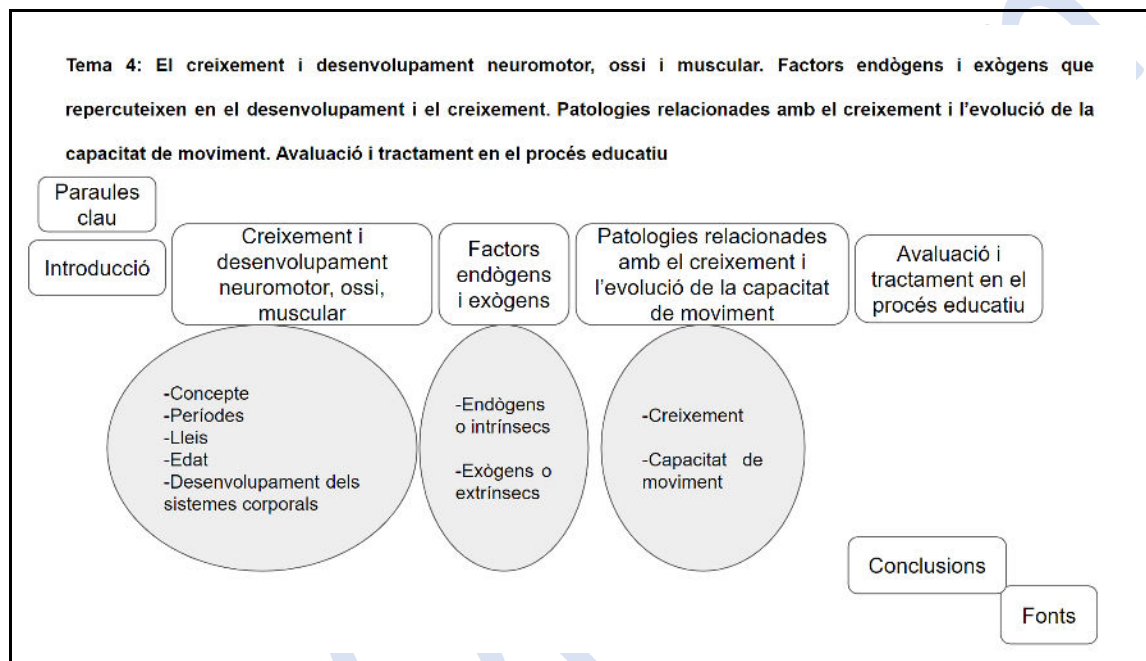 Tema 4: El creixement i desenvolupament neuromotor, ossi i muscular. Factors endògens i exògens que
repercuteixen en el desenvolupament i el creixement. Patologies relacionades amb el creixement i l'evolució de la
capacitat de moviment. Avaluació i tractament en el procés educatiu
Paraules
clau
Introducció
Creixement i
desenvolupament
neuromotor, ossi,
muscular
Factors
endògens
i exògens
Patologies relacionades
amb el creixement i
l'evolució de la capacitat
de moviment
Avaluació i
tractament en el
procés educatiu
-Concepte
-Períodes
-Lleis
-Edat
-Desenvolupament dels
sistemes corporals
-Endògens
o intrínsecs
-Exògens o
extrínsecs
-Creixement
-Capacitat de
moviment
Conclusions
Fonts